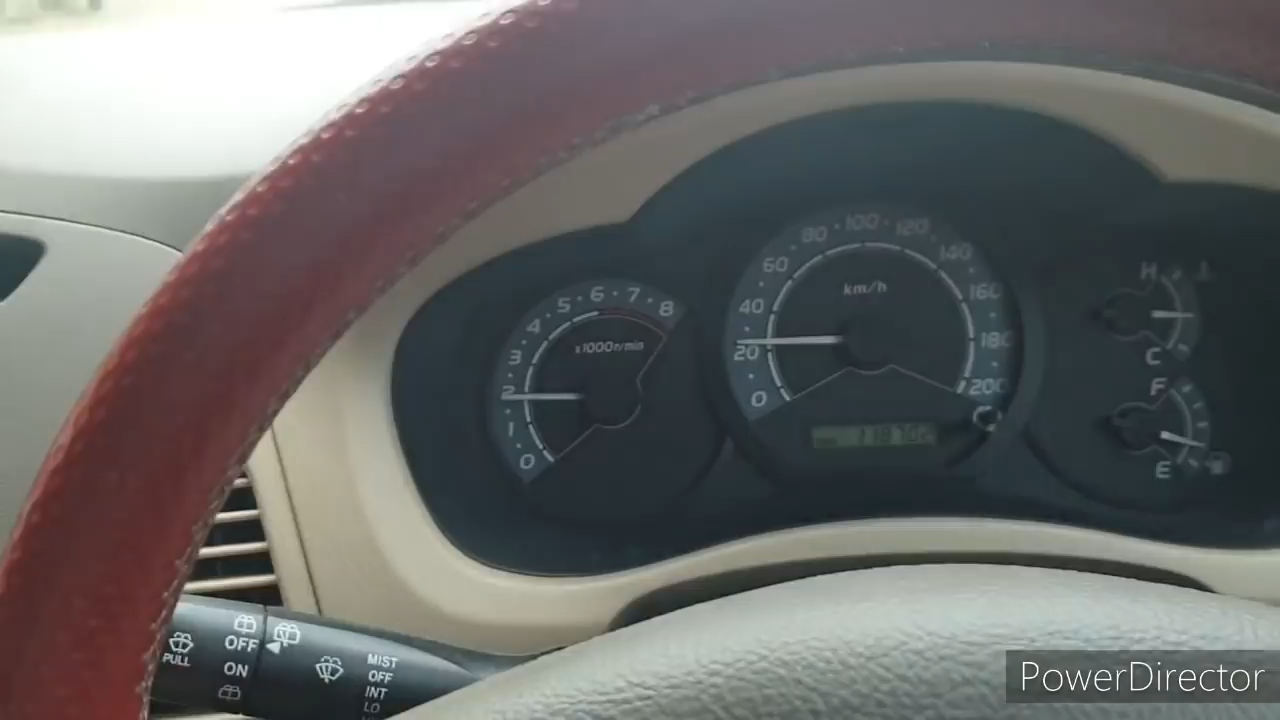 0 1 2 3 4 5 6 7 8
x1000r/min
0 20 40 60 80 100 120 140 160 180 200
km/h
H
C
F
E
PULL
OFF
ON
MIST
OFF
INT
LO
PowerDirector